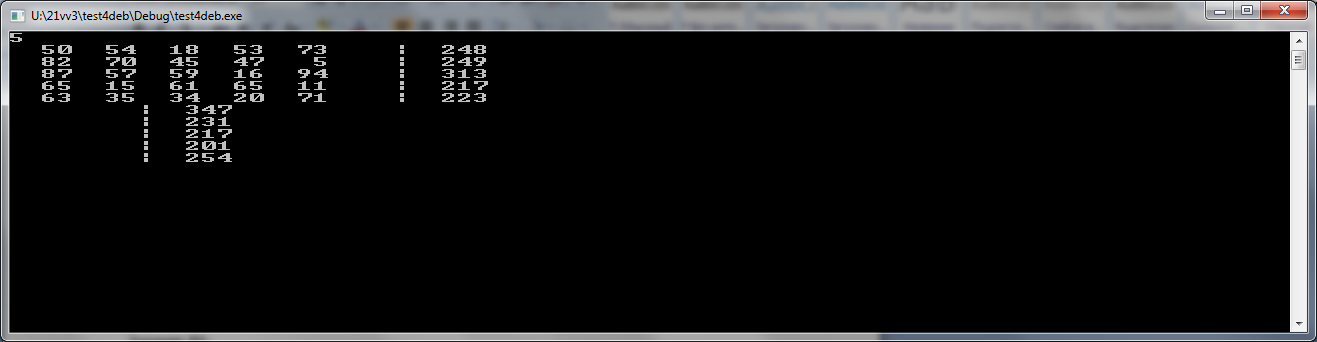 U:\21vv3\test4deb\Debug\test4deb.exe
5
50 54 18 53 73 ¦ 248
82 70 45 47 5 ¦ 249
87 57 59 16 94 ¦ 313
65 15 61 65 11 ¦ 217
63 35 34 20 71 ¦ 223
¦ 347
¦ 231
¦ 217
¦ 201
¦ 254